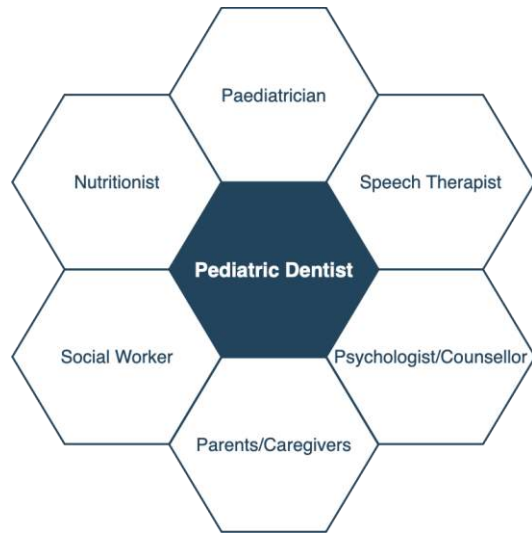 Paediatrician
Nutritionist
Speech Therapist
Pediatric Dentist
Social Worker
Psychologist/Counsellor
Parents/Caregivers